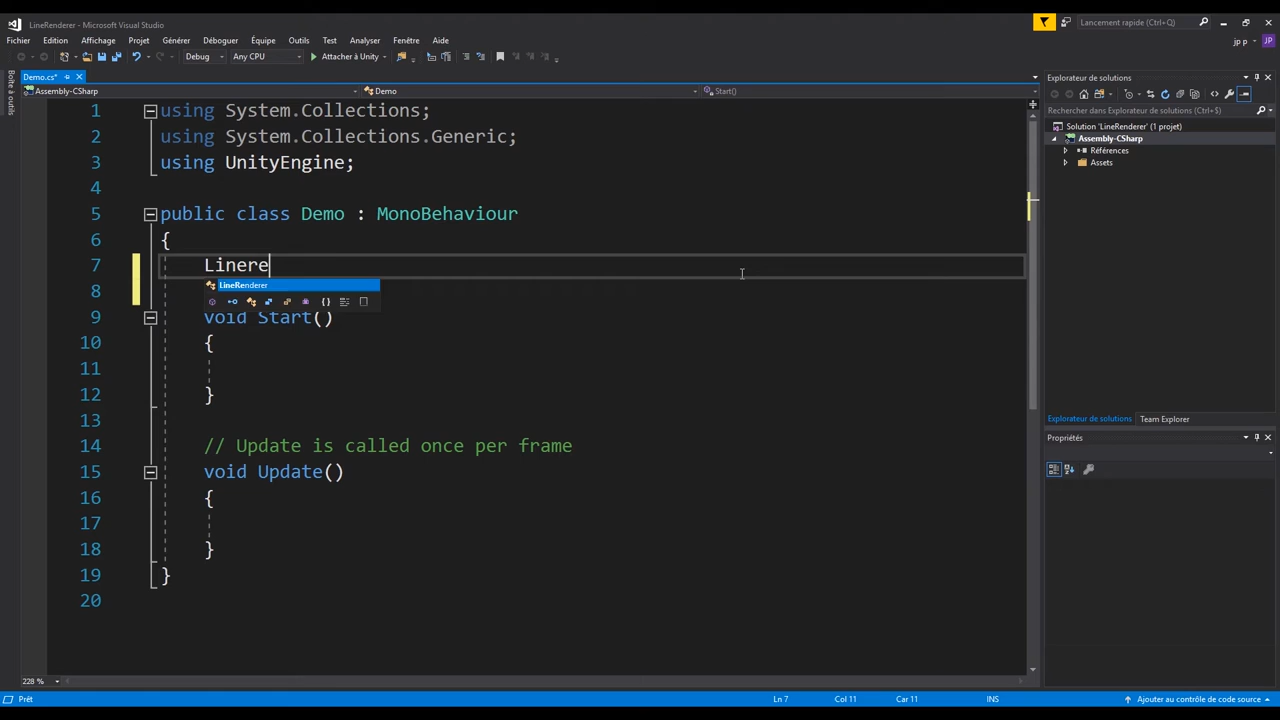 LineRenderer - Microsoft Visual Studio
Lancement rapide (Ctrl+Q)
Fichier Edition Affichage Projet Générer Déboguer Équipe Outils Test Analyser Fenêtre Aide
jp p JP
Debug Any CPU Attacher à Unity
Boîte à outils
Demo.cs*
Assembly-CSharp Demo Start()
1 using System.Collections;
2 using System.Collections.Generic;
3 using UnityEngine;
4
5 public class Demo : MonoBehaviour
6 {
7 Linere
LineRenderer
8
{ }
9 void Start()
10 {
11
12 }
13
14 // Update is called once per frame
15 void Update()
16 {
17
18 }
19 }
20
Explorateur de solutions
Rechercher dans Explorateur de solutions (Ctrl+$)
Solution 'LineRenderer' (1 projet)
Assembly-CSharp
Références
Assets
Explorateur de solutions Team Explorer
Propriétés
228 %
Prêt Ln 7 Col 11 Car 11 INS Ajouter au contrôle de code source